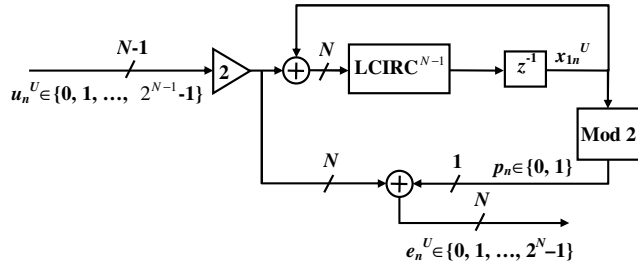 N-1
N
N
2
LCIRC^{N-1}
z^{-1}
x_{1n}^U
u_n^U∈{0, 1, …, 2^{N-1}-1}
Mod 2
N
1
p_n∈{0, 1}
N
e_n^U∈{0, 1, …, 2^N–1}